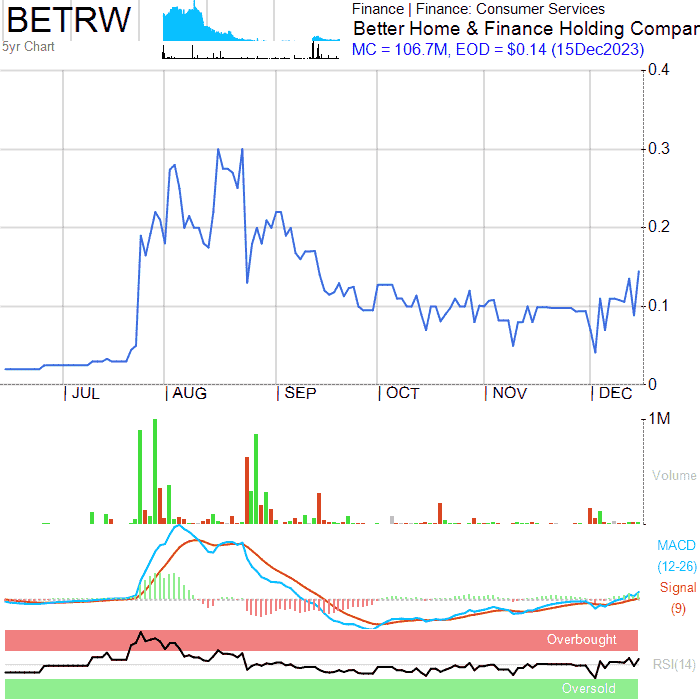 BETRW
5yr Chart
Finance | Finance: Consumer Services
Better Home & Finance Holding Compan
MC = 106.7M, EOD = $0.14 (15Dec2023)
0.4
0.3
0.2
0.1
0
JUL AUG SEP OCT NOV DEC
1M
Volume
MACD
(12-26)
Signal
(9)
Overbought
RSI(14)
Oversold